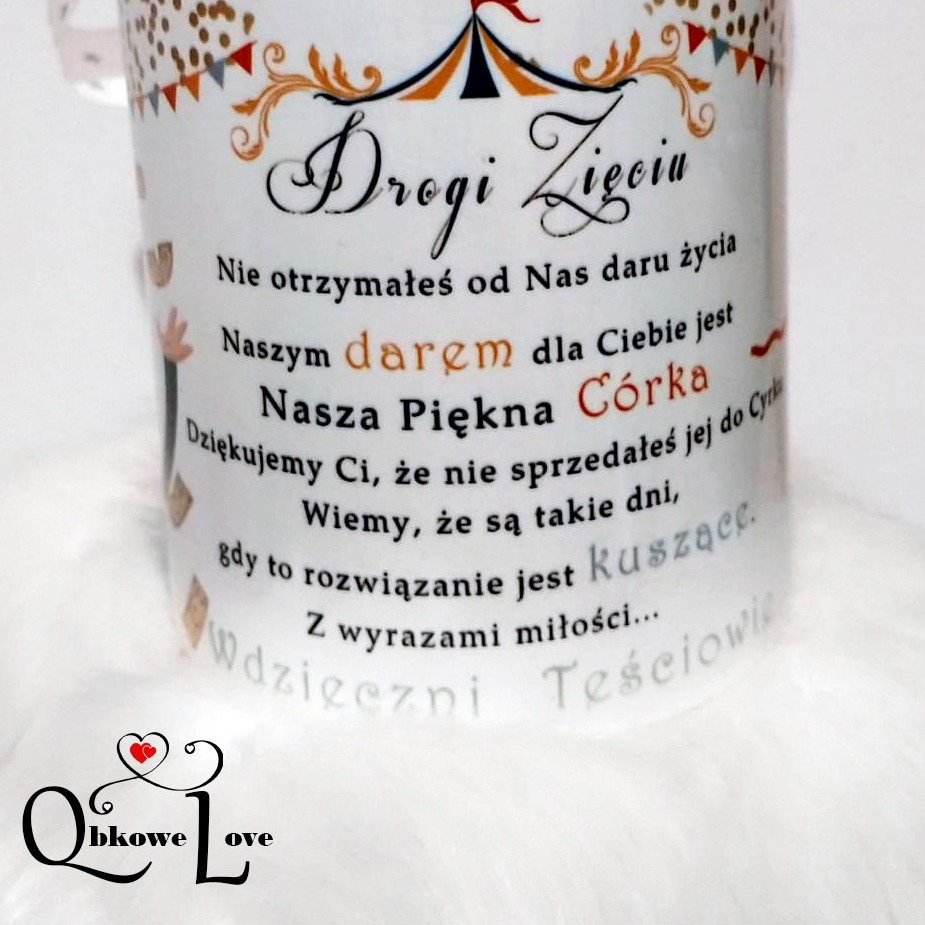 Drogi Zięciu
Nie otrzymałeś od Nas daru życia
Naszym darem dla Ciebie jest
Nasza Piękna Córka
Dziękujemy Ci, że nie sprzedałeś jej do Cyrku
Wiemy, że są takie dni,
gdy to rozwiązanie jest kuszące.
Z wyrazami miłości...
Wdzięczni Teściowie
Qbkowe Love